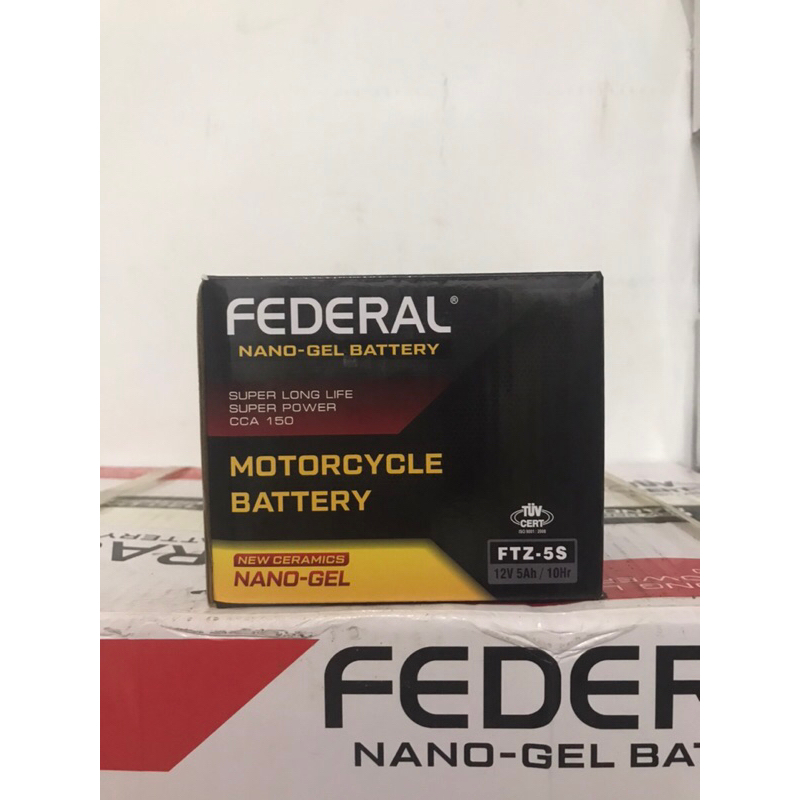 FEDERAL®
NANO-GEL BATTERY
SUPER LONG LIFE
SUPER POWER
CCA 150
MOTORCYCLE
BATTERY
TÜV
CERT
NEW CERAMICS
NANO-GEL
FTZ-5S
12V 5Ah / 10Hr
FEDER
NANO-GEL BAT